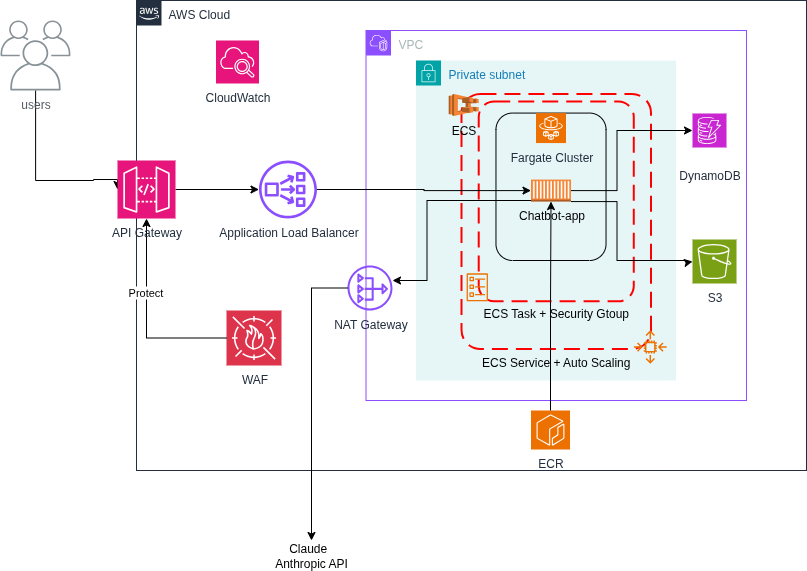 aws
AWS Cloud
users
CloudWatch
VPC
Private subnet
ECS
Fargate Cluster
DynamoDB
API Gateway
Application Load Balancer
Chatbot-app
Protect
NAT Gateway
S3
ECS Task + Security Gtoup
WAF
ECS Service + Auto Scaling
ECR
Claude
Anthropic API